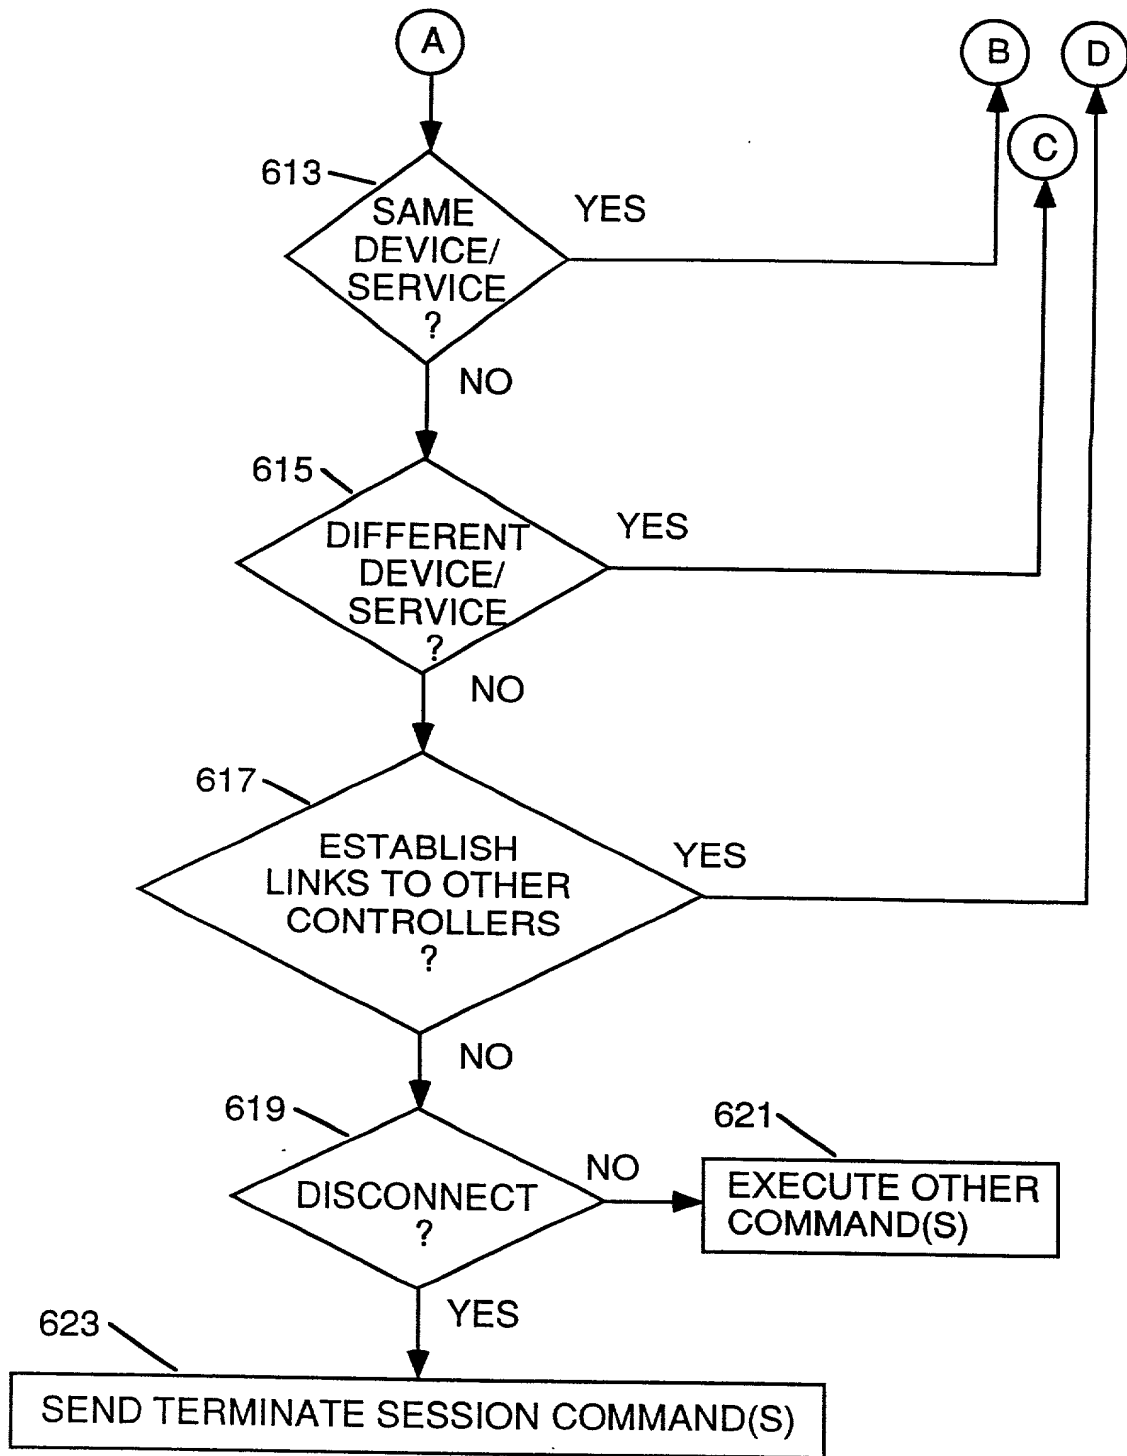 A
B
D
C
613
SAME
DEVICE/
SERVICE
?
YES
NO
615
DIFFERENT
DEVICE/
SERVICE
?
YES
NO
617
ESTABLISH
LINKS TO OTHER
CONTROLLERS
?
YES
NO
619
DISCONNECT
?
NO
621
EXECUTE OTHER
COMMAND(S)
YES
623
SEND TERMINATE SESSION COMMAND(S)